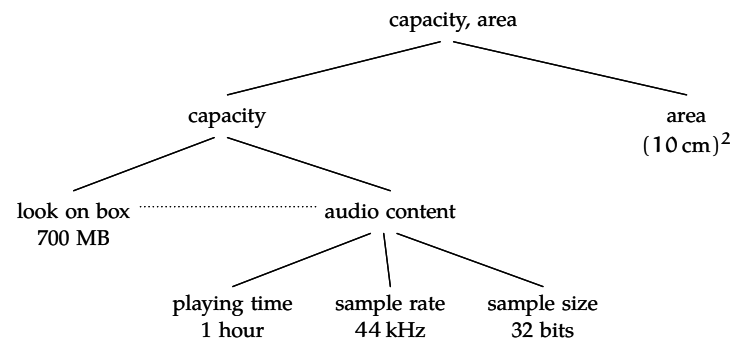 capacity, area
capacity
area
(10 cm)²
look on box
700 MB
audio content
playing time
1 hour
sample rate
44 kHz
sample size
32 bits